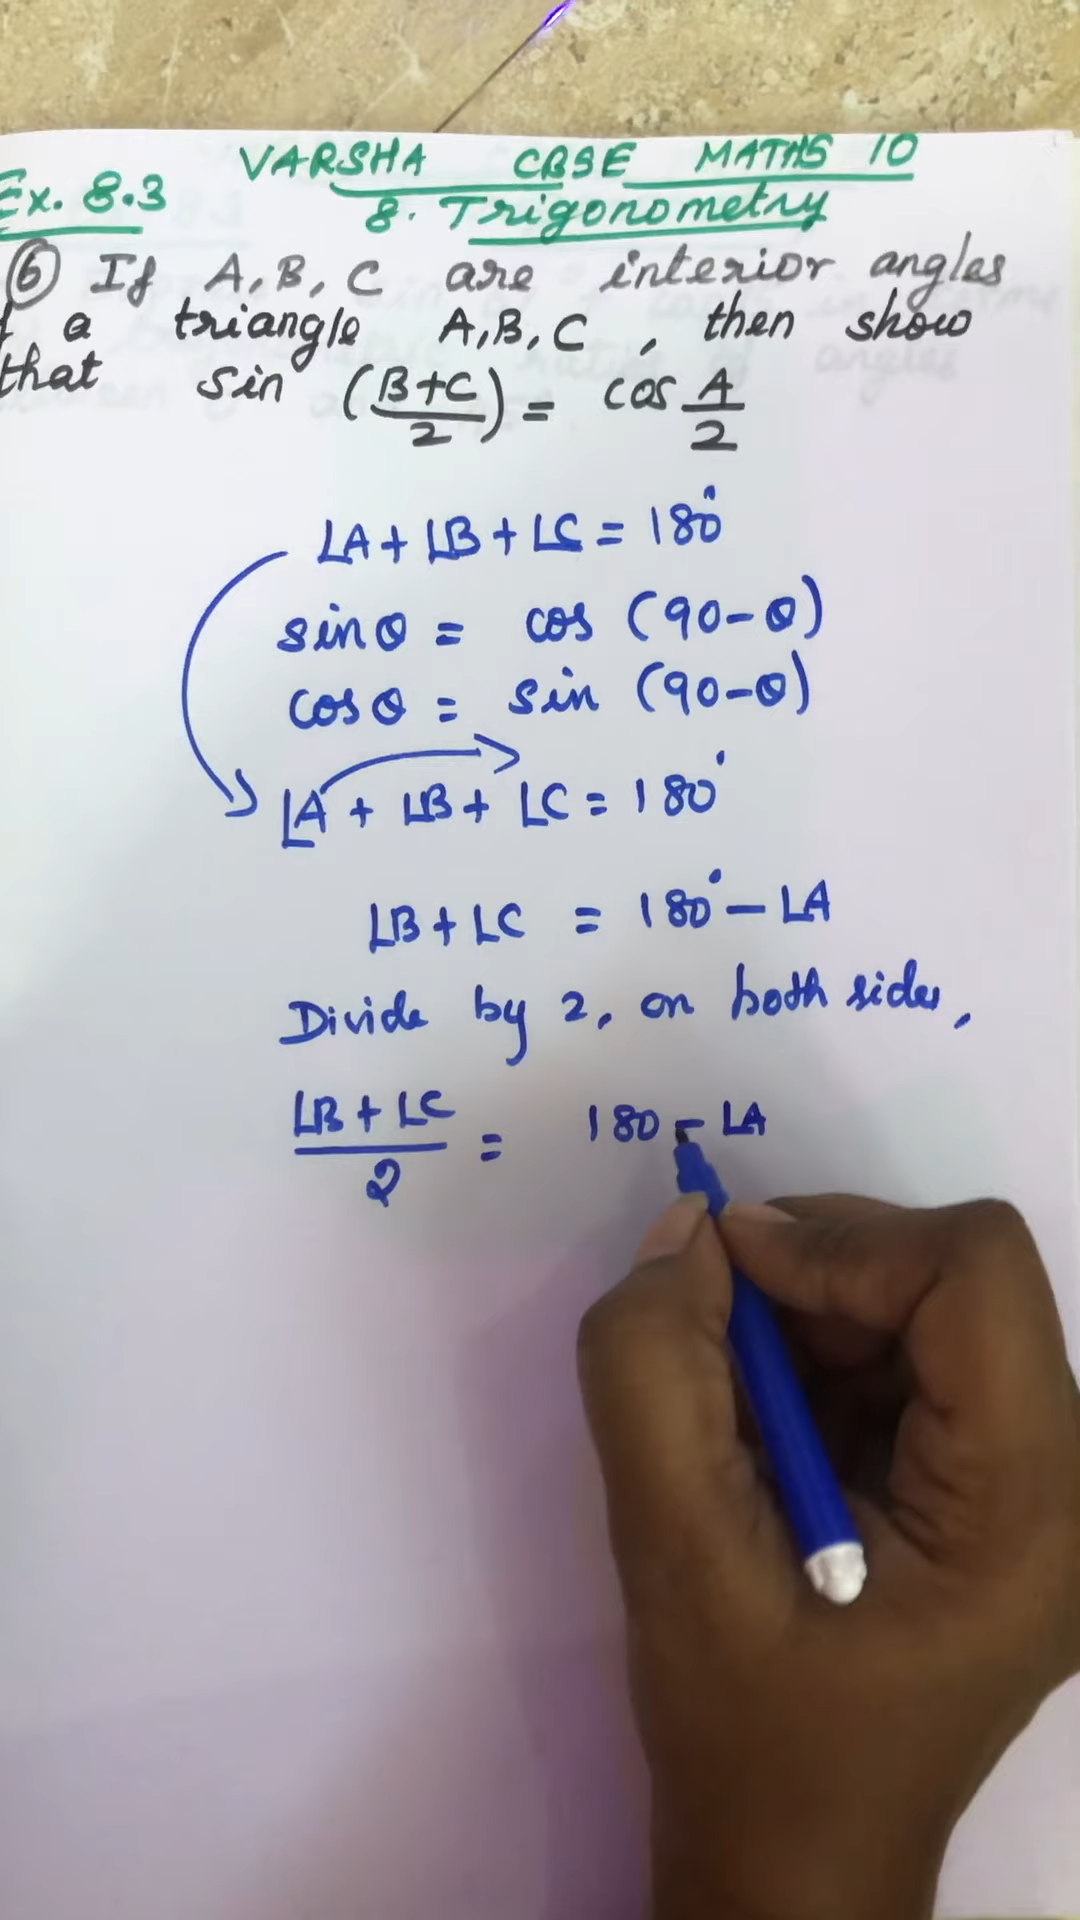 VARSHA CBSE MATHS 10
Ex. 8.3
8. Trigonometry
⑥ If A, B, C are interior angles
a triangle A, B, C, then show
that sin (B+C/2) = cos A/2
∠A + ∠B + ∠C = 180°
sin θ = cos (90-θ)
cos θ = sin (90-θ)
∠A + ∠B + ∠C = 180°
∠B + ∠C = 180° - ∠A
Divide by 2, on both sides,
∠B + ∠C / 2 = 180 - ∠A